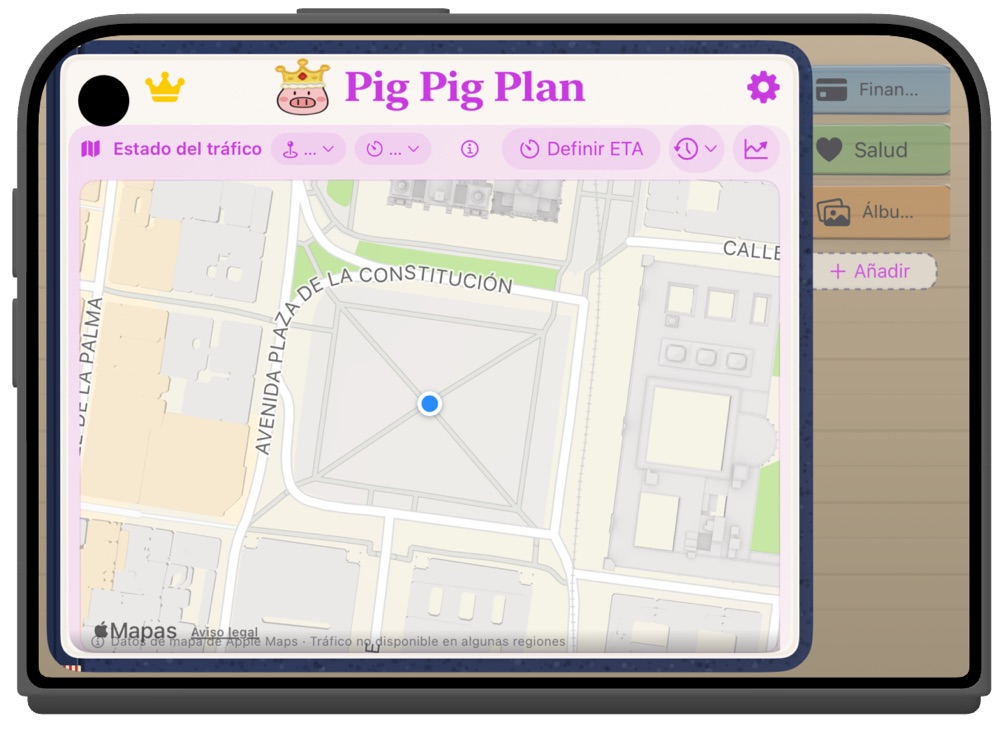 Pig Pig Plan
Estado del tráfico
...
...
Definir ETA
Finan...
Salud
Álbu...
+ Añadir
CALLE
AVENIDA PLAZA DE LA CONSTITUCIÓN
E DE LA PALMA
E
Mapas
Aviso legal
Datos de mapa de Apple Maps · Tráfico no disponible en algunas regiones